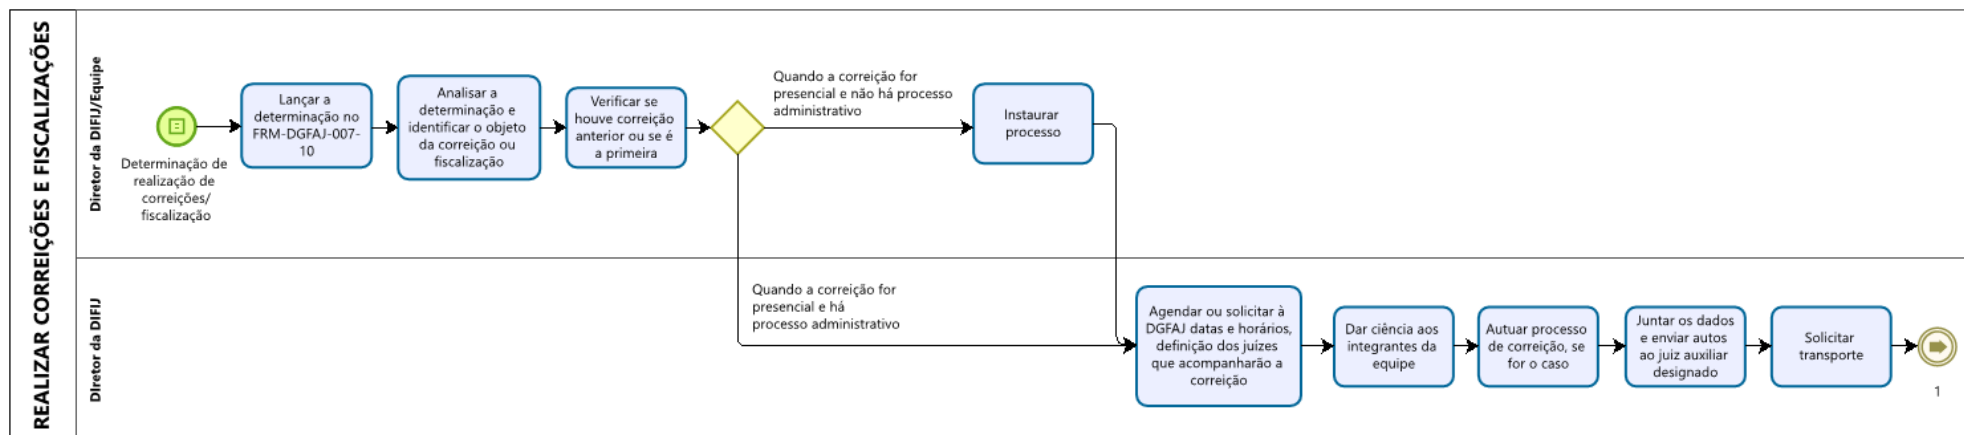 REALIZAR CORREIÇÕES E FISCALIZAÇÕES
Diretor da DIFIJ/Equipe
Determinação de
realização de
correições/
fiscalização
Lançar a
determinação no
FRM-DGFAJ-007-
10
Analisar a
determinação e
identificar o objeto
da correição ou
fiscalização
Verificar se
houve correição
anterior ou se é
a primeira
Quando a correição for
presencial e não há processo
administrativo
Instaurar
processo
DIretor da DIFIJ
Quando a correição for
presencial e há
processo administrativo
Agendar ou solicitar à
DGFAJ datas e horários,
definição dos juízes
que acompanharão a
correição
Dar ciência aos
integrantes da
equipe
Autuar processo
de correição, se
for o caso
Juntar os dados
e enviar autos
ao juiz auxiliar
designado
Solicitar
transporte
1